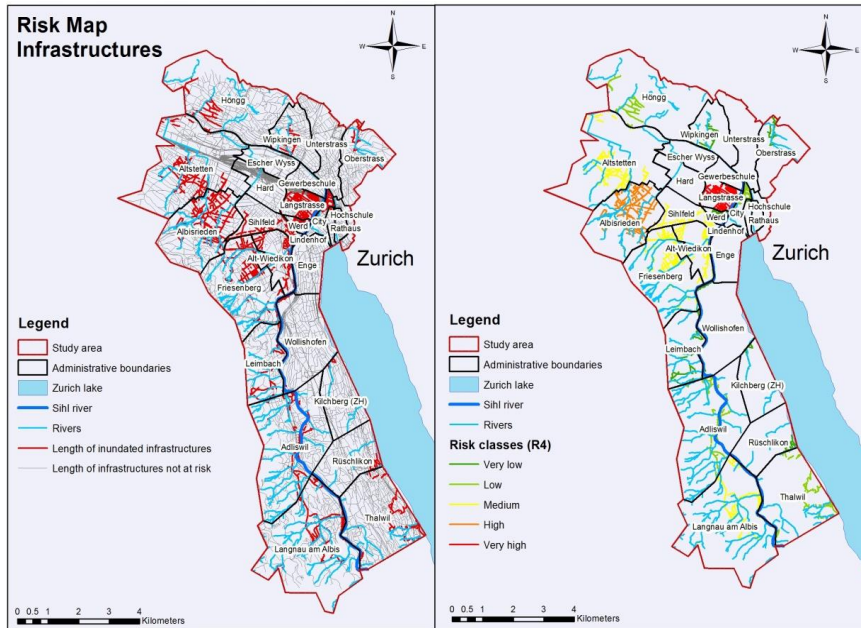 Risk Map
Infrastructures
N
W
E
S
Höngg
Wipkingen
Unterstrass
Oberstrass
Escher Wyss
Altstetten
Hard
Gewerbeschule
Langstrasse
Hochschule
City
Rathaus
Sihlfeld
Werd
Albisrieden
Lindenhof
Alt-Wiedikon
Enge
Zurich
Friesenberg
Wollishofen
Leimbach
Kilchberg (ZH)
Adliswil
Rüschlikon
Thalwil
Langnau am Albis
Legend
Study area
Administrative boundaries
Zurich lake
Sihl river
Rivers
Length of inundated infrastructures
Length of infrastructures not at risk
0 0.5 1 2 3 4
Kilometers
N
W
E
S
Höngg
Wipkingen
Unterstrass
Oberstrass
Escher Wyss
Altstetten
Hard
Gewerbeschule
Langstrasse
Hochschule
City
Rathaus
Sihlfeld
Werd
Albisrieden
Lindenhof
Alt-Wiedikon
Enge
Zurich
Friesenberg
Wollishofen
Leimbach
Kilchberg (ZH)
Adliswil
Rüschlikon
Thalwil
Langnau am Albis
Legend
Study area
Administrative boundaries
Zurich lake
Sihl river
Rivers
Risk classes (R4)
Very low
Low
Medium
High
Very high
0 0.5 1 2 3 4
Kilometers